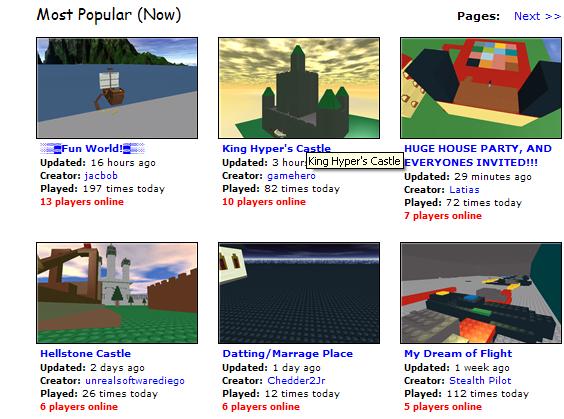 Most Popular (Now)
Pages: Next >>
░▒▓Fun World!▓▒░
Updated: 16 hours ago
Creator: jacbob
Played: 197 times today
13 players online
King Hyper's Castle
Updated: 3 hours
King Hyper's Castle
Creator: gamehero
Played: 82 times today
10 players online
HUGE HOUSE PARTY, AND
EVERYONES INVITED!!!
Updated: 29 minutes ago
Creator: Latias
Played: 72 times today
7 players online
Hellstone Castle
Updated: 2 days ago
Creator: unrealsoftwarediego
Played: 26 times today
6 players online
Datting/Marrage Place
Updated: 1 day ago
Creator: Chedder2Jr
Played: 12 times today
6 players online
My Dream of Flight
Updated: 1 week ago
Creator: Stealth Pilot
Played: 112 times today
5 players online